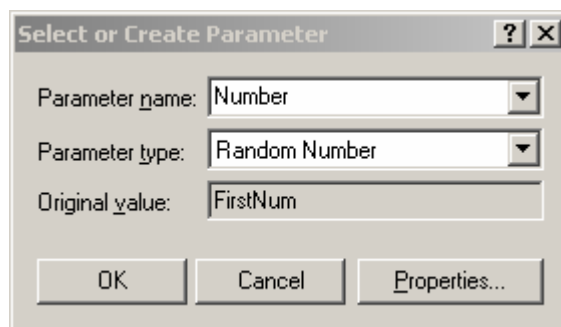 Select or Create Parameter ? X
Parameter name: Number
Parameter type: Random Number
Original value: FirstNum
OK Cancel Properties...